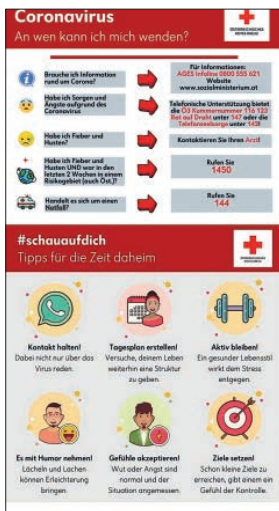 Coronavirus
An wen kann ich mich wenden?
ÖSTERREICHISCHES
ROTES KREUZ
Brauche ich Information
rund um Corona?
Für Informationen:
AGES Infoline 0800 555 621
Website
www.sozialministerium.at
Habe ich Sorgen und
Ängste aufgrund des
Coronavirus
Telefonische Unterstützung bietet
die Ö3 Kummernummer 116 123
Rat auf Draht unter 147 oder die
Telefonseelsorge unter 142!
Habe ich Fieber und
Husten?
Kontaktieren Sie Ihren Arzt!
Habe ich Fieber und
Husten UND war in den
letzten 2 Wochen in einem
Risikogebiet (auch Öst.)?
Rufen Sie
1450
Handelt es sich um einen
Notfall?
Rufen Sie
144
#schauaufdich
Tipps für die Zeit daheim
ÖSTERREICHISCHES
ROTES KREUZ
Kontakt halten!
Dabei nicht nur über das
Virus reden.
Tagesplan erstellen!
Versuche, deinem Leben
weiterhin eine Struktur
zu geben.
Aktiv bleiben!
Ein gesunder Lebensstil
wirkt dem Stress
entgegen.
Es mit Humor nehmen!
Lächeln und Lachen
können Erleichterung
bringen.
Gefühle akzeptieren!
Wut oder Angst sind
normal und der
Situation angemessen.
Ziele setzen!
Schon kleine Ziele zu
erreichen, gibt einem ein
Gefühl der Kontrolle.